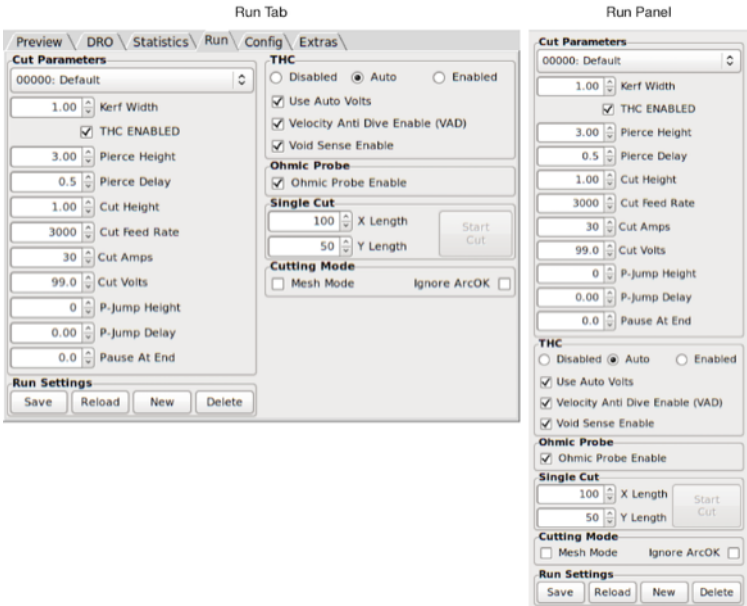 Run Tab
Preview DRO Statistics Run Config Extras
Cut Parameters
00000: Default
1.00 Kerf Width
THC ENABLED
3.00 Pierce Height
0.5 Pierce Delay
1.00 Cut Height
3000 Cut Feed Rate
30 Cut Amps
99.0 Cut Volts
0 P-Jump Height
0.00 P-Jump Delay
0.0 Pause At End
Run Settings
Save Reload New Delete
THC
Disabled Auto Enabled
Use Auto Volts
Velocity Anti Dive Enable (VAD)
Void Sense Enable
Ohmic Probe
Ohmic Probe Enable
Single Cut
100 X Length
50 Y Length
Start
Cut
Cutting Mode
Mesh Mode Ignore ArcOK
Run Panel
Cut Parameters
00000: Default
1.00 Kerf Width
THC ENABLED
3.00 Pierce Height
0.5 Pierce Delay
1.00 Cut Height
3000 Cut Feed Rate
30 Cut Amps
99.0 Cut Volts
0 P-Jump Height
0.00 P-Jump Delay
0.0 Pause At End
THC
Disabled Auto Enabled
Use Auto Volts
Velocity Anti Dive Enable (VAD)
Void Sense Enable
Ohmic Probe
Ohmic Probe Enable
Single Cut
100 X Length
50 Y Length
Start
Cut
Cutting Mode
Mesh Mode Ignore ArcOK
Run Settings
Save Reload New Delete